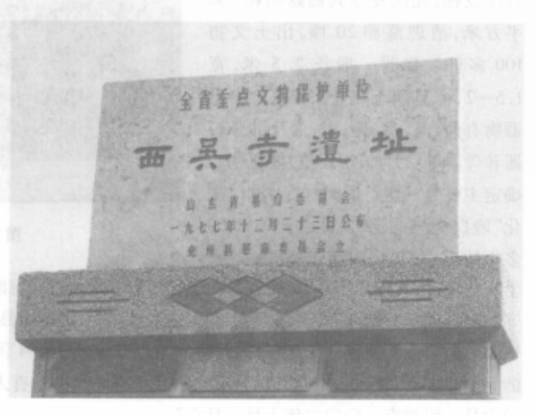 全省重点文物保护单位
西吴寺遺址
山东省革命委员会
一九七七年十二月二十三日公布
兖州县革命委员会立